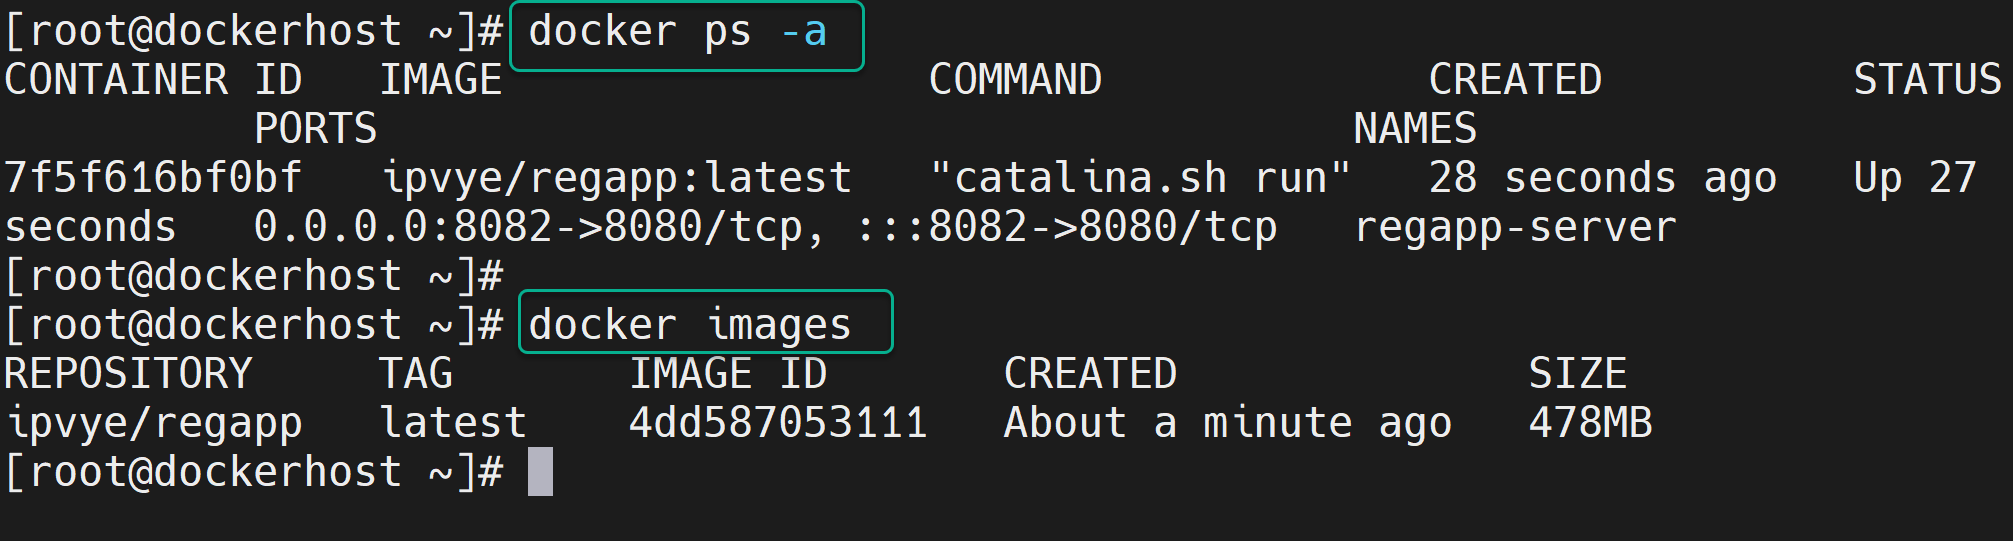 [root@dockerhost ~]# docker ps -a
CONTAINER ID   IMAGE                 COMMAND             CREATED          STATUS
          PORTS                                       NAMES
7f5f616bf0bf   ipvye/regapp:latest   "catalina.sh run"   28 seconds ago   Up 27
seconds   0.0.0.0:8082->8080/tcp, :::8082->8080/tcp   regapp-server
[root@dockerhost ~]#
[root@dockerhost ~]# docker images
REPOSITORY     TAG       IMAGE ID       CREATED              SIZE
ipvye/regapp   latest    4dd587053111   About a minute ago   478MB
[root@dockerhost ~]#